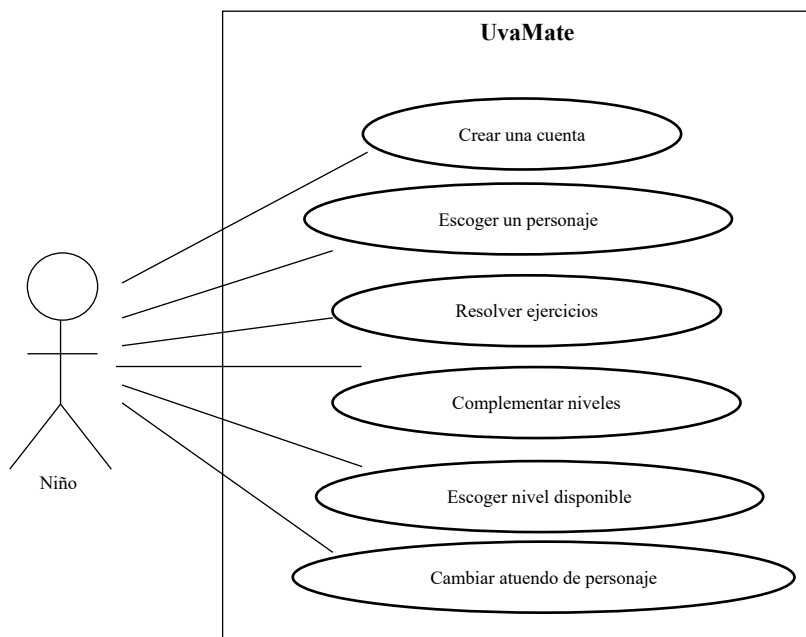 UvaMate
Crear una cuenta
Escoger un personaje
Resolver ejercicios
Complementar niveles
Niño
Escoger nivel disponible
Cambiar atuendo de personaje